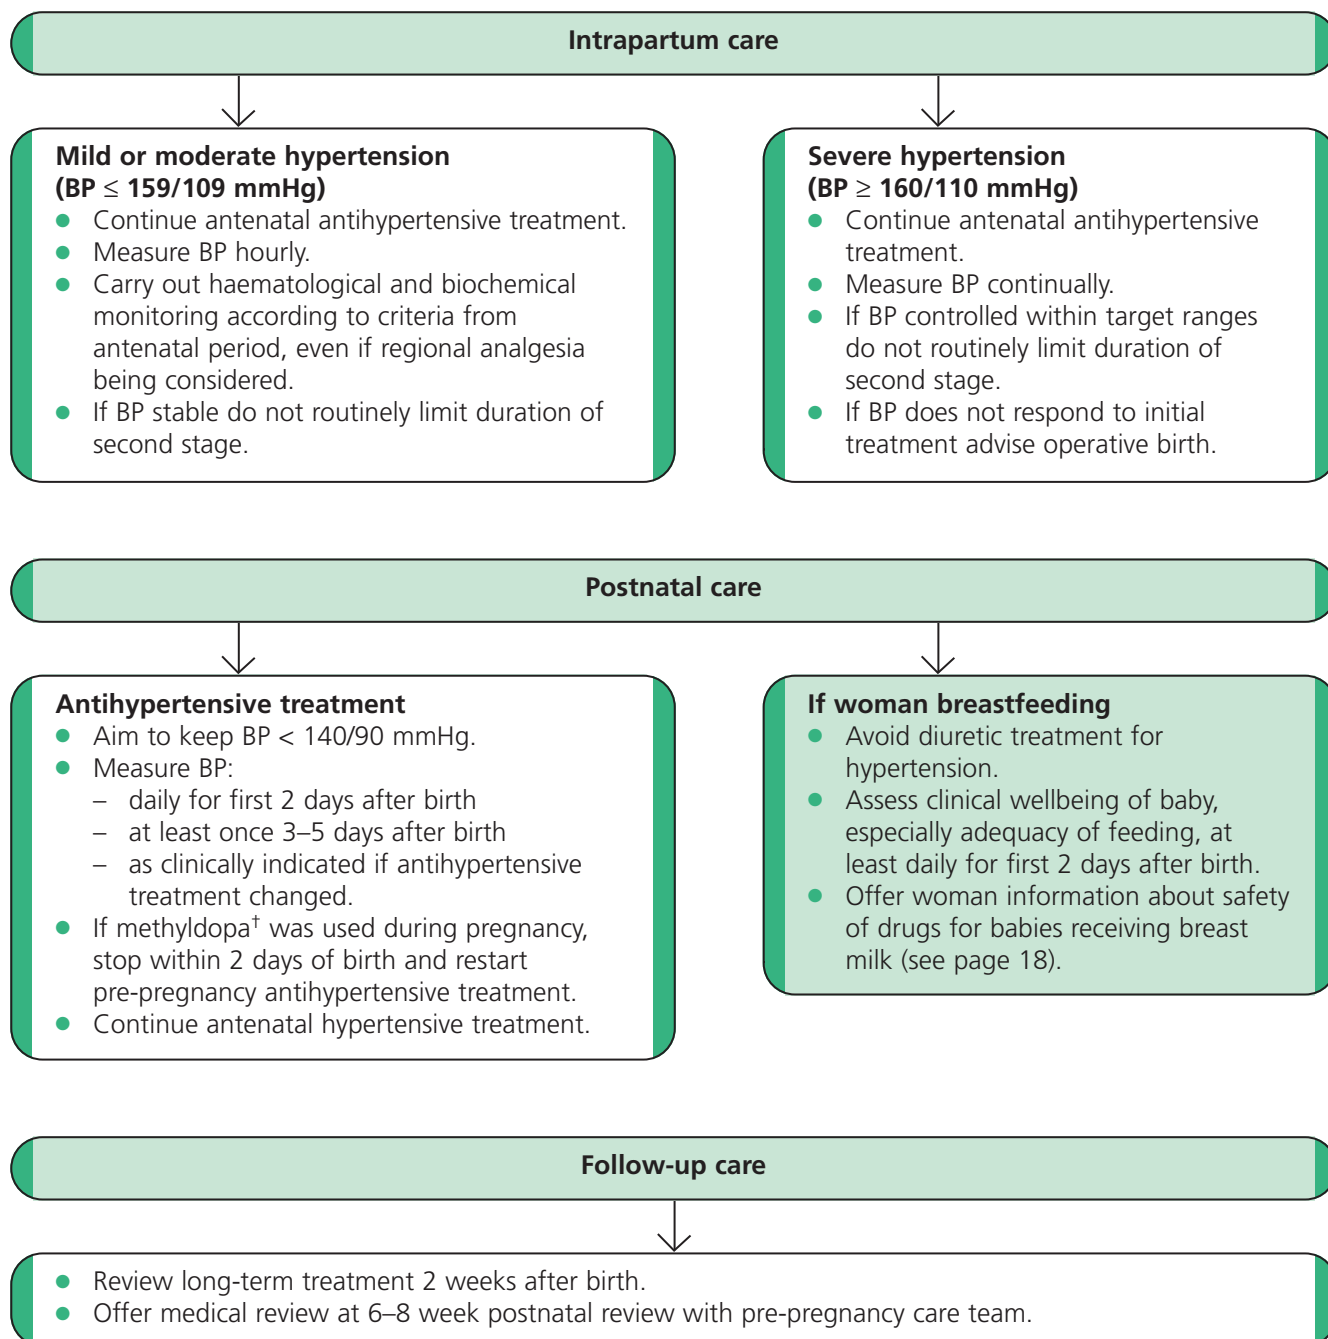 Intrapartum care
Mild or moderate hypertension
(BP ≤ 159/109 mmHg)
● Continue antenatal antihypertensive treatment.
● Measure BP hourly.
● Carry out haematological and biochemical
monitoring according to criteria from
antenatal period, even if regional analgesia
being considered.
● If BP stable do not routinely limit duration of
second stage.
Severe hypertension
(BP ≥ 160/110 mmHg)
● Continue antenatal antihypertensive
treatment.
● Measure BP continually.
● If BP controlled within target ranges
do not routinely limit duration of
second stage.
● If BP does not respond to initial
treatment advise operative birth.
Postnatal care
Antihypertensive treatment
● Aim to keep BP < 140/90 mmHg.
● Measure BP:
– daily for first 2 days after birth
– at least once 3–5 days after birth
– as clinically indicated if antihypertensive
treatment changed.
● If methyldopa† was used during pregnancy,
stop within 2 days of birth and restart
pre-pregnancy antihypertensive treatment.
● Continue antenatal hypertensive treatment.
If woman breastfeeding
● Avoid diuretic treatment for
hypertension.
● Assess clinical wellbeing of baby,
especially adequacy of feeding, at
least daily for first 2 days after birth.
● Offer woman information about safety
of drugs for babies receiving breast
milk (see page 18).
Follow-up care
● Review long-term treatment 2 weeks after birth.
● Offer medical review at 6–8 week postnatal review with pre-pregnancy care team.